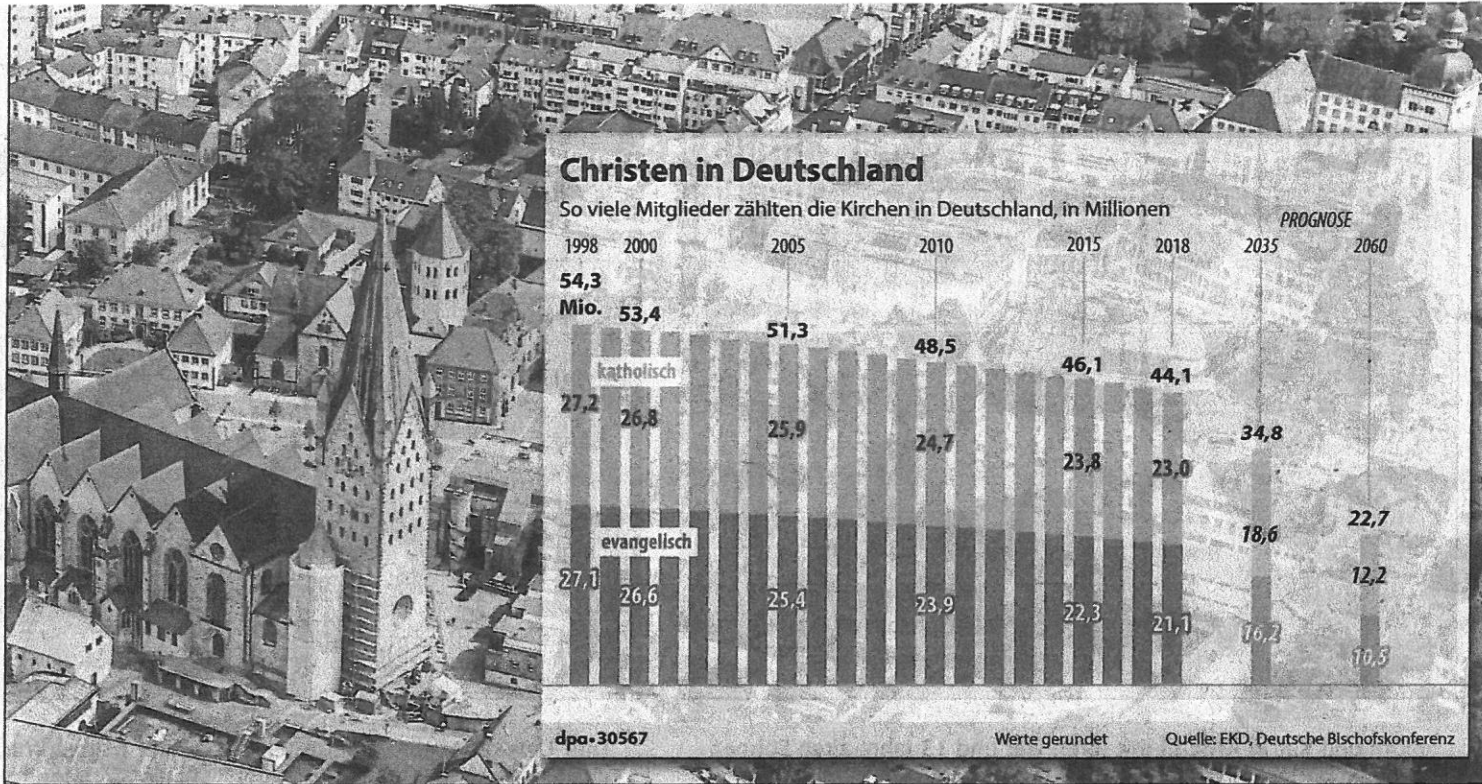 Christen in Deutschland
So viele Mitglieder zählten die Kirchen in Deutschland, in Millionen
PROGNOSE
1998 2000 2005 2010 2015 2018 2035 2060
54,3
Mio.
53,4
51,3
48,5
46,1
44,1
34,8
22,7
katholisch
27,2 26,8 25,9 24,7 23,8 23,0 18,6 12,2
evangelisch
27,1 26,6 25,4 23,9 22,3 21,1 16,2 10,5
dpa•30567 Werte gerundet Quelle: EKD, Deutsche Bischofskonferenz